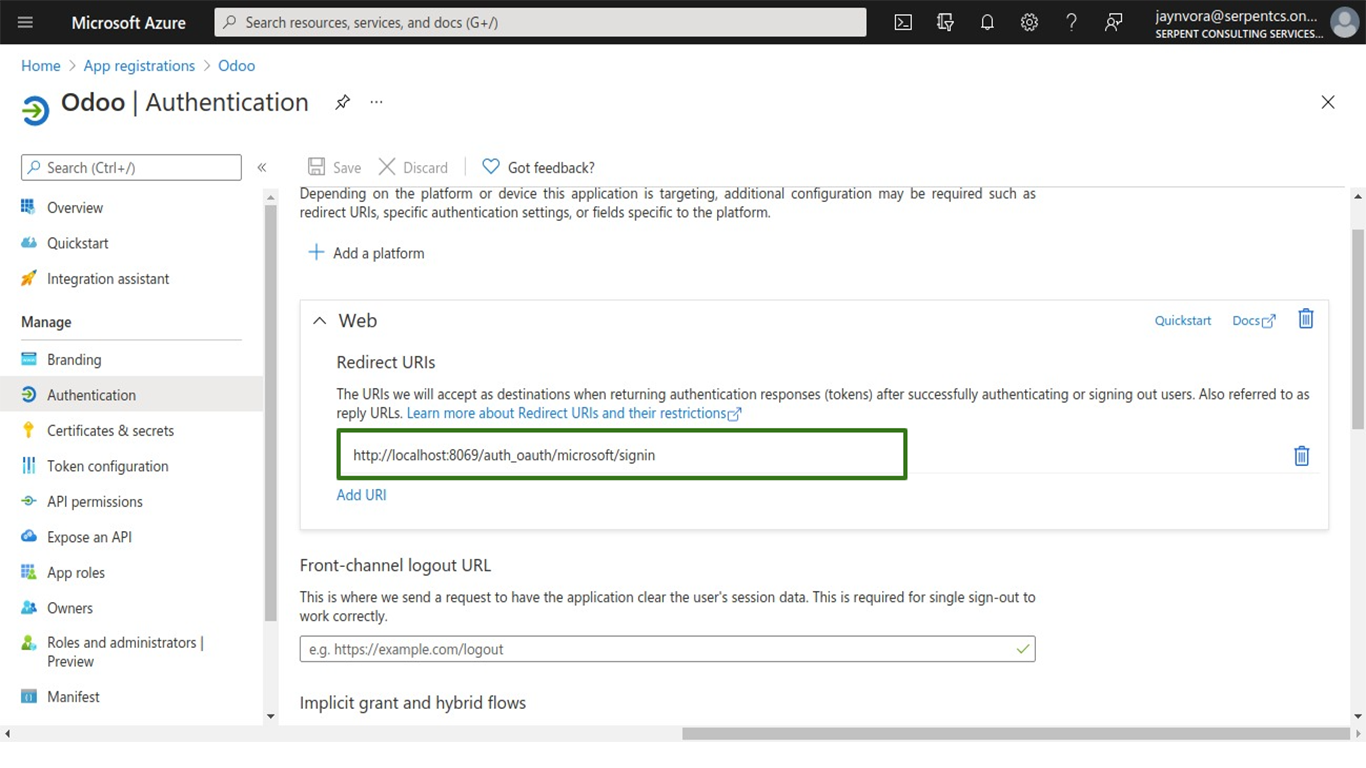 Microsoft Azure
Search resources, services, and docs (G+/)
jaynvora@serpentcs.on...
SERPENT CONSULTING SERVICES...
Home > App registrations > Odoo
Odoo | Authentication
Search (Ctrl+/)
Save
Discard
Got feedback?
Overview
Quickstart
Integration assistant
Manage
Branding
Authentication
Certificates & secrets
Token configuration
API permissions
Expose an API
App roles
Owners
Roles and administrators |
Preview
Manifest
Depending on the platform or device this application is targeting, additional configuration may be required such as
redirect URIs, specific authentication settings, or fields specific to the platform.
Add a platform
Web
Quickstart
Docs
Redirect URIs
The URIs we will accept as destinations when returning authentication responses (tokens) after successfully authenticating or signing out users. Also referred to as
reply URLs. Learn more about Redirect URIs and their restrictions
http://localhost:8069/auth_oauth/microsoft/signin
Add URI
Front-channel logout URL
This is where we send a request to have the application clear the user's session data. This is required for single sign-out to
work correctly.
e.g. https://example.com/logout
Implicit grant and hybrid flows